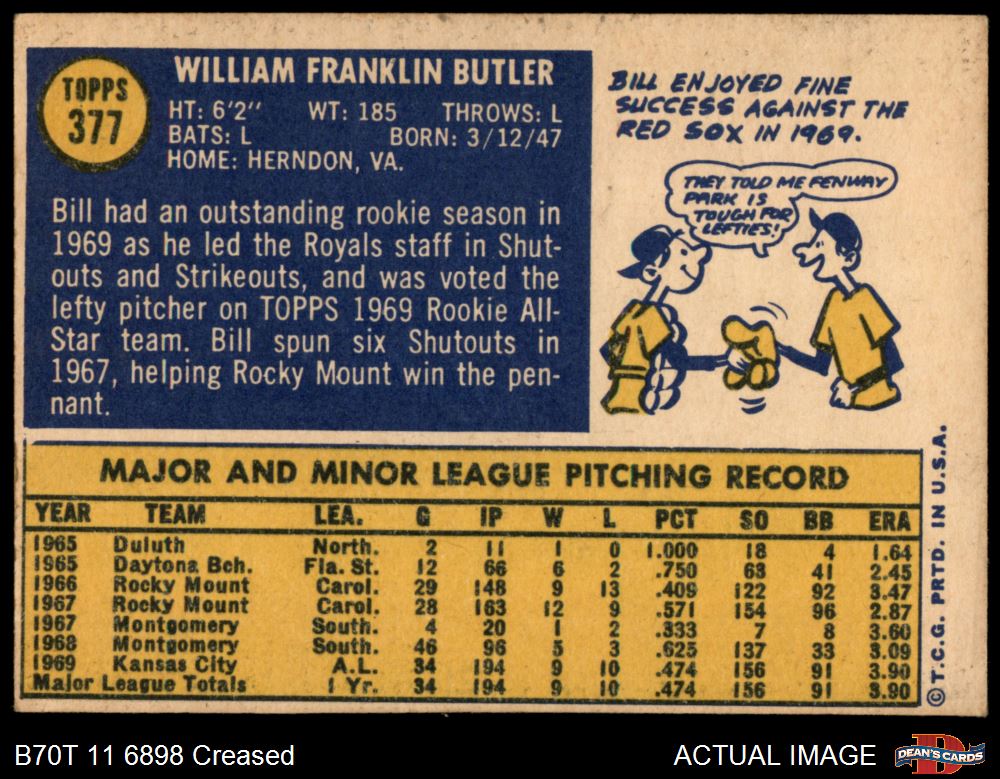 TOPPS
377
WILLIAM FRANKLIN BUTLER
HT: 6'2" WT: 185 THROWS: L
BATS: L BORN: 3/12/47
HOME: HERNDON, VA.
Bill had an outstanding rookie season in
1969 as he led the Royals staff in Shut-
outs and Strikeouts, and was voted the
lefty pitcher on TOPPS 1969 Rookie All-
Star team. Bill spun six Shutouts in
1967, helping Rocky Mount win the pen-
nant.
BILL ENJOYED FINE
SUCCESS AGAINST THE
RED SOX IN 1969.
THEY TOLD ME FENWAY
PARK IS
TOUGH FOR
LEFTIES!
MAJOR AND MINOR LEAGUE PITCHING RECORD
YEAR TEAM LEA. G IP W L PCT SO BB ERA
1965 Duluth North. 2 11 1 0 1.000 18 4 1.64
1965 Daytona Bch. Fla. St. 12 66 6 2 .750 63 41 2.45
1966 Rocky Mount Carol. 29 148 9 13 .409 122 92 3.47
1967 Rocky Mount Carol. 28 163 12 9 .571 154 96 2.87
1967 Montgomery South. 4 20 1 2 .333 7 8 3.60
1968 Montgomery South. 46 96 5 3 .625 137 33 3.09
1969 Kansas City A.L. 34 194 9 10 .474 156 91 3.90
Major League Totals 1 Yr. 34 194 9 10 .474 156 91 3.90
©T.C.G. PRTD. IN U.S.A.
B70T 11 6898 Creased
ACTUAL IMAGE
DEAN'S CARDS